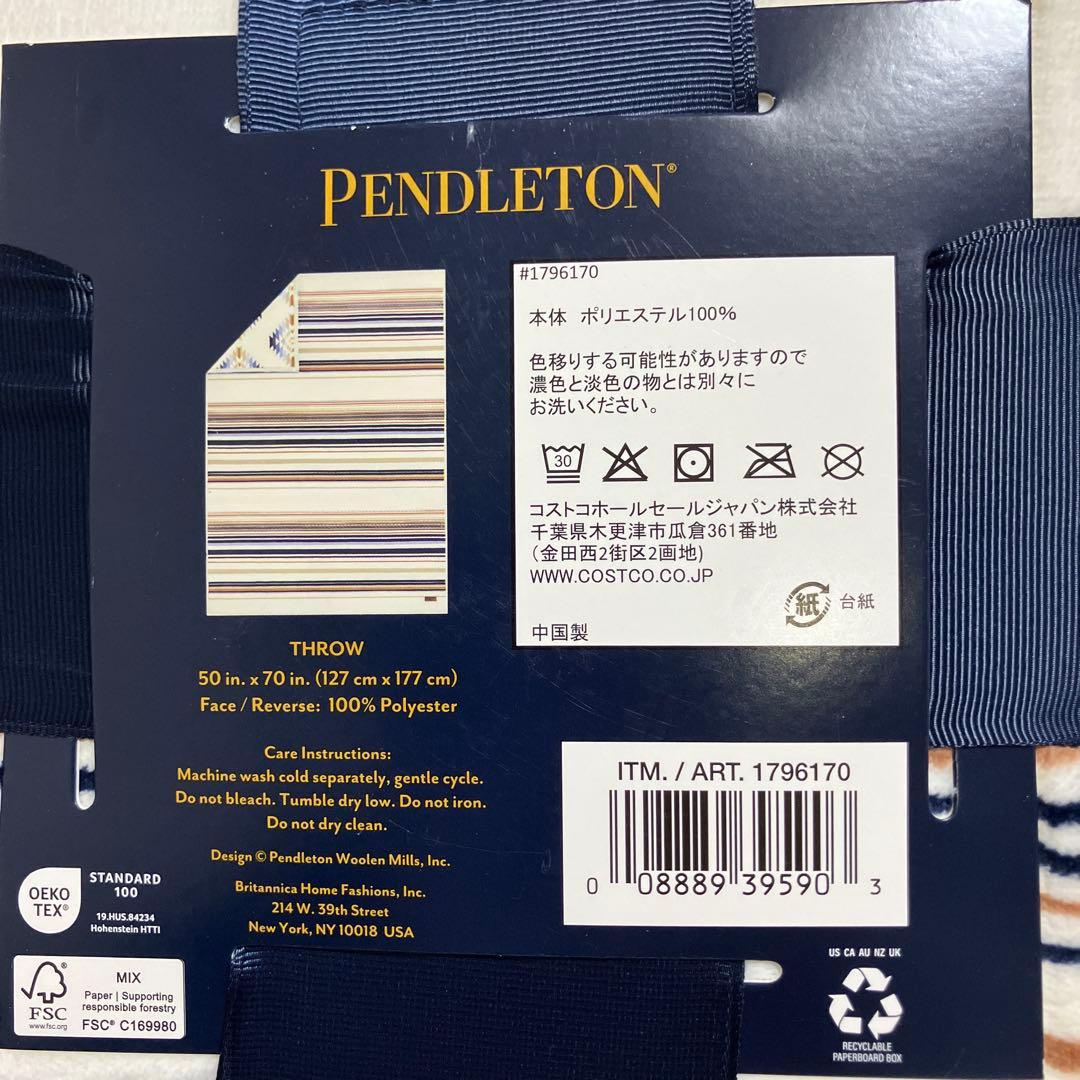 PENDLETON®
#1796170
本体 ポリエステル100%
色移りする可能性がありますので
濃色と淡色の物とは別々に
お洗いください。
30
コストコホールセールジャパン株式会社
千葉県木更津市瓜倉361番地
(金田西2街区2画地)
WWW.COSTCO.CO.JP
紙 台紙
中国製
THROW
50 in. x 70 in. (127 cm x 177 cm)
Face / Reverse: 100% Polyester
Care Instructions:
Machine wash cold separately, gentle cycle.
Do not bleach. Tumble dry low. Do not iron.
Do not dry clean.
Design © Pendleton Woolen Mills, Inc.
Britannica Home Fashions, Inc.
214 W. 39th Street
New York, NY 10018 USA
ITM. / ART. 1796170
0 08889 39590 3
OEKO
TEX®
STANDARD
100
19.HUS.84234
Hohenstein HTTI
FSC
www.fsc.org
MIX
Paper | Supporting
responsible forestry
FSC® C169980
US CA AU NZ UK
RECYCLABLE
PAPERBOARD BOX